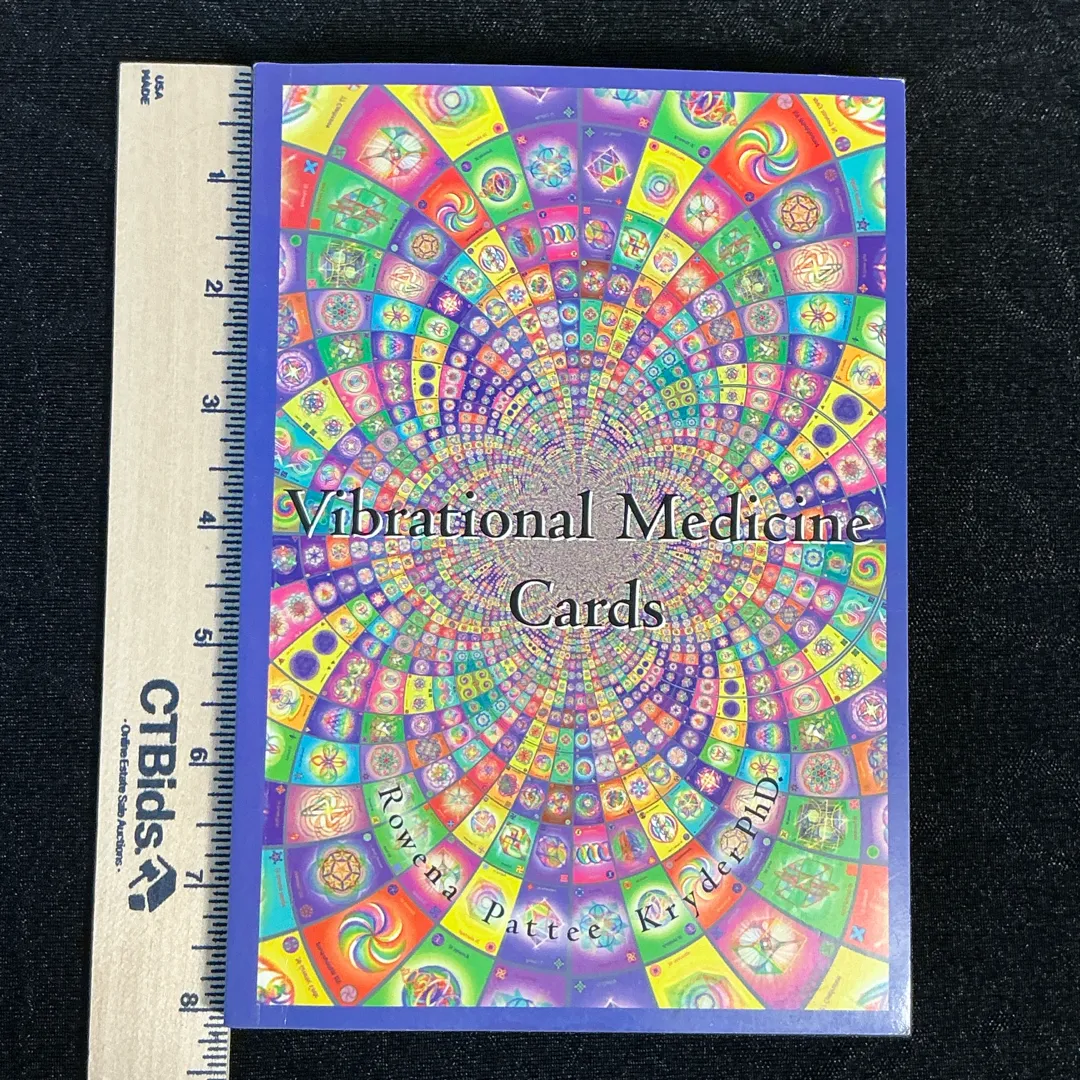 USA
MADE
1
2
3
4
5
6
7
8
CTBids.
- Online Estate Sale Auctions -
Vibrational Medicine
Cards
Rowena Pattee Kryder PhD.